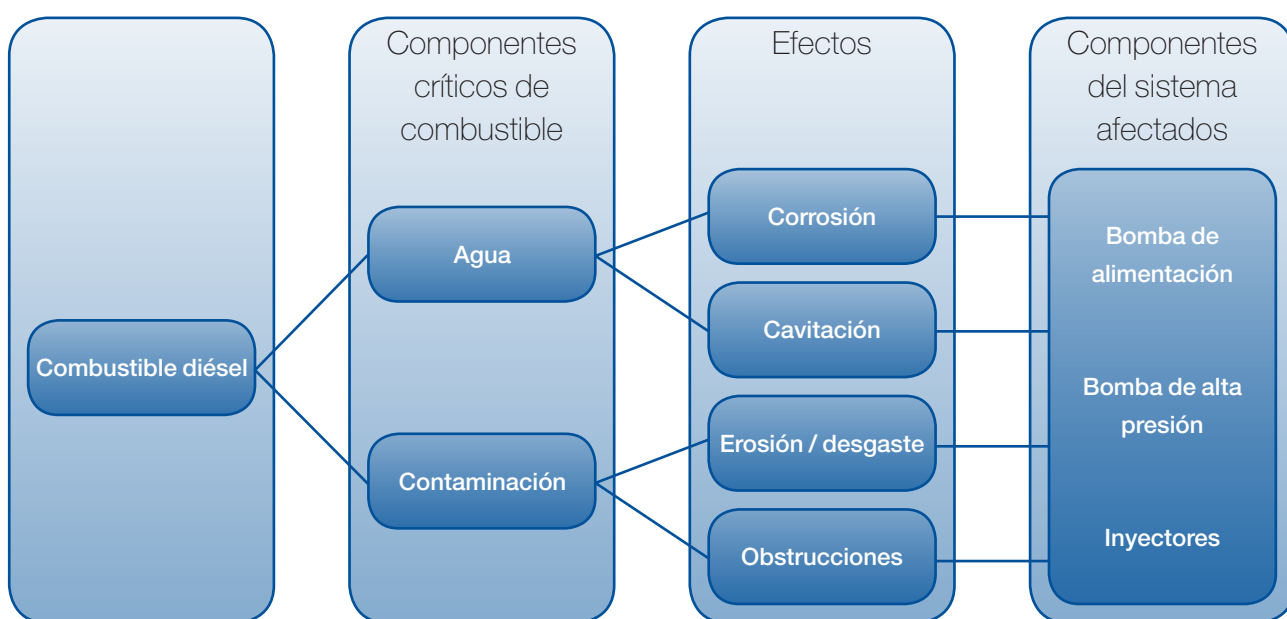 Componentes
críticos de
combustible
Efectos
Componentes
del sistema
afectados
Combustible diésel
Agua
Contaminación
Corrosión
Cavitación
Erosión / desgaste
Obstrucciones
Bomba de
alimentación
Bomba de alta
presión
Inyectores